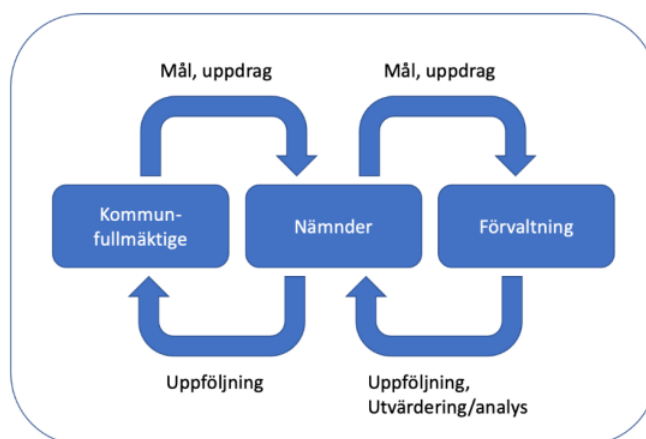 Mål, uppdrag
Mål, uppdrag
Kommun-
fullmäktige
Nämnder
Förvaltning
Uppföljning
Uppföljning,
Utvärdering/analys